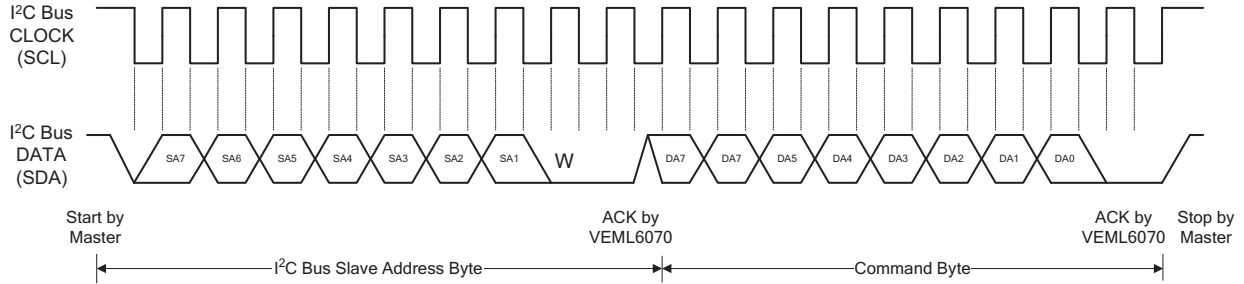 I²C Bus
CLOCK
(SCL)
I²C Bus
DATA
(SDA)
SA7 SA6 SA5 SA4 SA3 SA2 SA1 W DA7 DA7 DA5 DA4 DA3 DA2 DA1 DA0
Start by
Master
ACK by
VEML6070
ACK by
VEML6070
Stop by
Master
I²C Bus Slave Address Byte
Command Byte